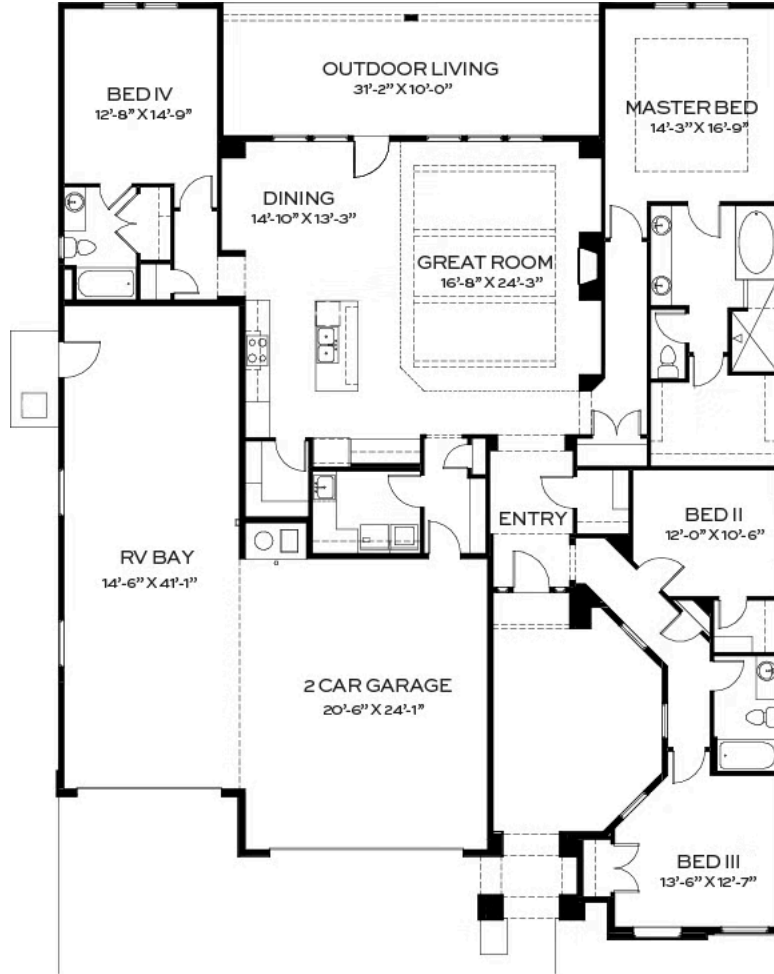 BED IV
12'-8" X 14'-9"
OUTDOOR LIVING
31'-2" X 10'-0"
MASTER BED
14'-3" X 16'-9"
DINING
14'-10" X 13'-3"
GREAT ROOM
16'-8" X 24'-3"
ENTRY
BED II
12'-0" X 10'-6"
RV BAY
14'-6" X 41'-1"
2 CAR GARAGE
20'-6" X 24'-1"
BED III
13'-6" X 12'-7"